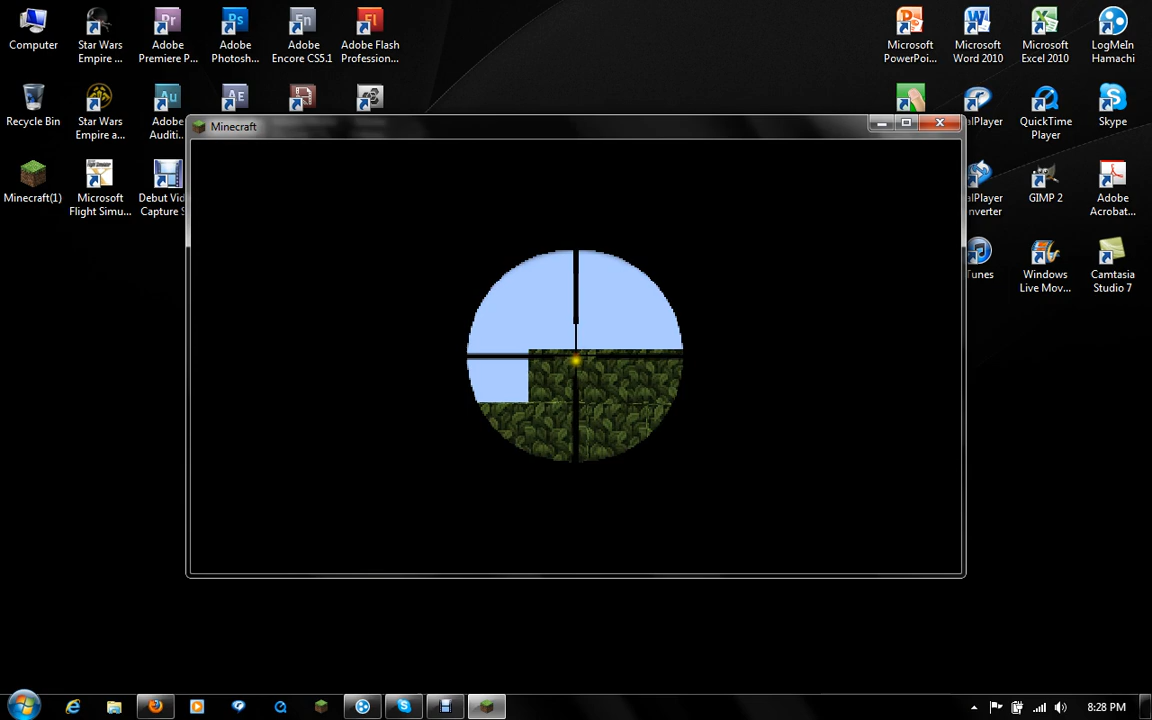 Computer
Star Wars
Empire ...
Adobe
Premiere P...
Adobe
Photosh...
Adobe
Encore CS5.1
Adobe Flash
Profession...
Microsoft
PowerPoi...
Microsoft
Word 2010
Microsoft
Excel 2010
LogMeIn
Hamachi
Recycle Bin
Star Wars
Empire a...
Adobe
Auditi...
alPlayer
QuickTime
Player
Skype
Minecraft
Minecraft(1)
Microsoft
Flight Simu...
Debut Vid
Capture S
alPlayer
nverter
GIMP 2
Adobe
Acrobat...
Tunes
Windows
Live Mov...
Camtasia
Studio 7
8:28 PM